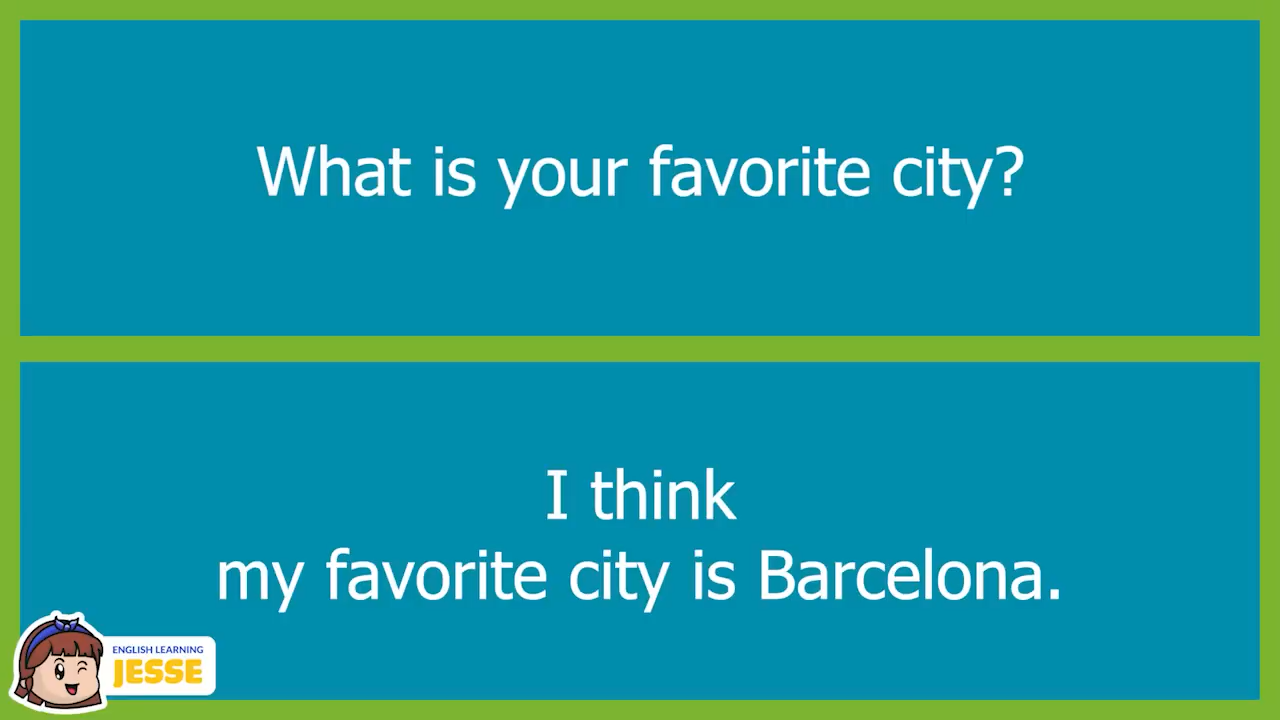 What is your favorite city?
I think
my favorite city is Barcelona.
ENGLISH LEARNING
JESSE